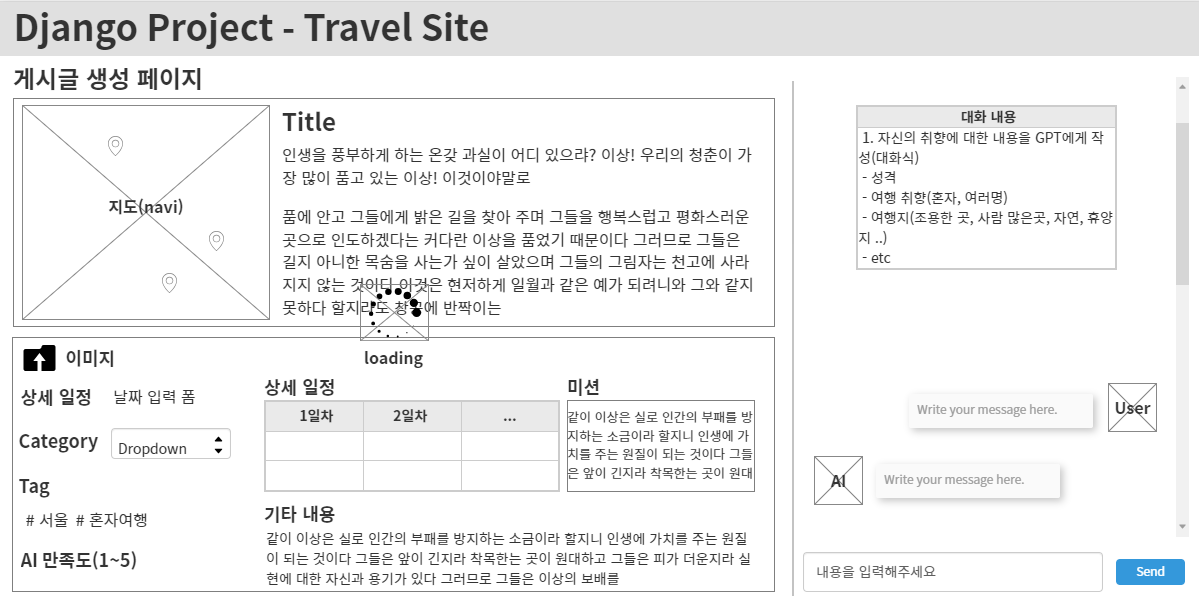 Django Project - Travel Site
게시글 생성 페이지
지도(navi)
Title
인생을 풍부하게 하는 온갖 과실이 어디 있으랴? 이상! 우리의 청춘이 가
장 많이 품고 있는 이상! 이것이야말로
품에 안고 그들에게 밝은 길을 찾아 주며 그들을 행복스럽고 평화스러운
곳으로 인도하겠다는 커다란 이상을 품었기 때문이다 그러므로 그들은
길지 아니한 목숨을 사는가 싶이 살았으며 그들의 그림자는 천고에 사라
지지 않는 것이다 이것은 현저하게 일월과 같은 예가 되려니와 그와 같지
못하다 할지라도 창공에 반짝이는
loading
이미지
상세 일정 날짜 입력 폼
Category Dropdown
Tag
# 서울 # 혼자여행
AI 만족도(1~5)
상세 일정
1일차 2일차 ...
미션
같이 이상은 실로 인간의 부패를 방
지하는 소금이라 할지니 인생에 가
치를 주는 원질이 되는 것이다 그들
은 앞이 긴지라 착목한는 곳이 원대
기타 내용
같이 이상은 실로 인간의 부패를 방지하는 소금이라 할지니 인생에 가치를 주는 원질
이 되는 것이다 그들은 앞이 긴지라 착목한는 곳이 원대하고 그들은 피가 더운지라 실
현에 대한 자신과 용기가 있다 그러므로 그들은 이상의 보배를
대화 내용
1. 자신의 취향에 대한 내용을 GPT에게 작
성(대화식)
- 성격
- 여행 취향(혼자, 여러명)
- 여행지(조용한 곳, 사람 많은곳, 자연, 휴양
지 ..)
- etc
Write your message here.
User
AI
Write your message here.
내용을 입력해주세요
Send